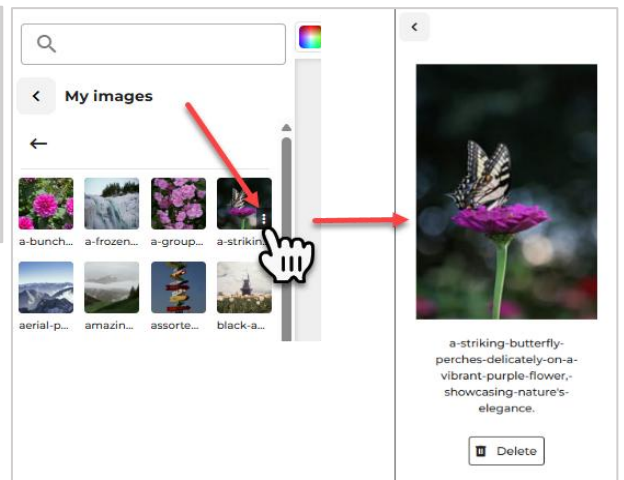 My images
a-bunch... a-frozen... a-group... a-strikin...
aerial-p... amazin... assorte... black-a...
a-striking-butterfly-
perches-delicately-on-a-
vibrant-purple-flower,-
showcasing-nature's-
elegance.
Delete